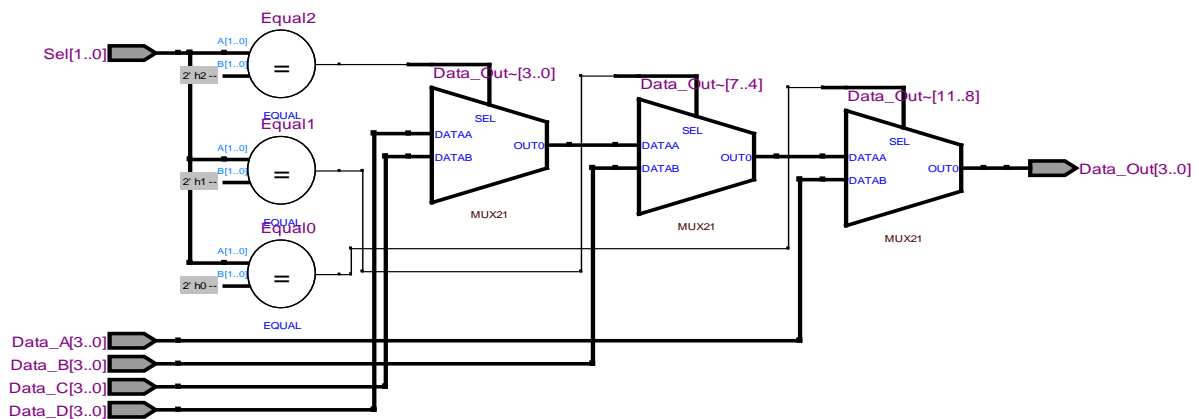 Sel[1..0]
Equal2
A[1..0]
B[1..0]
2' h2 --
=
EQUAL
Equal1
A[1..0]
B[1..0]
2' h1 --
=
EQUAL
Equal0
A[1..0]
B[1..0]
2' h0 --
=
EQUAL
Data_Out~[3..0]
SEL
DATAA
DATAB
OUT0
MUX21
Data_Out~[7..4]
SEL
DATAA
DATAB
OUT0
MUX21
Data_Out~[11..8]
SEL
DATAA
DATAB
OUT0
MUX21
Data_Out[3..0]
Data_A[3..0]
Data_B[3..0]
Data_C[3..0]
Data_D[3..0]